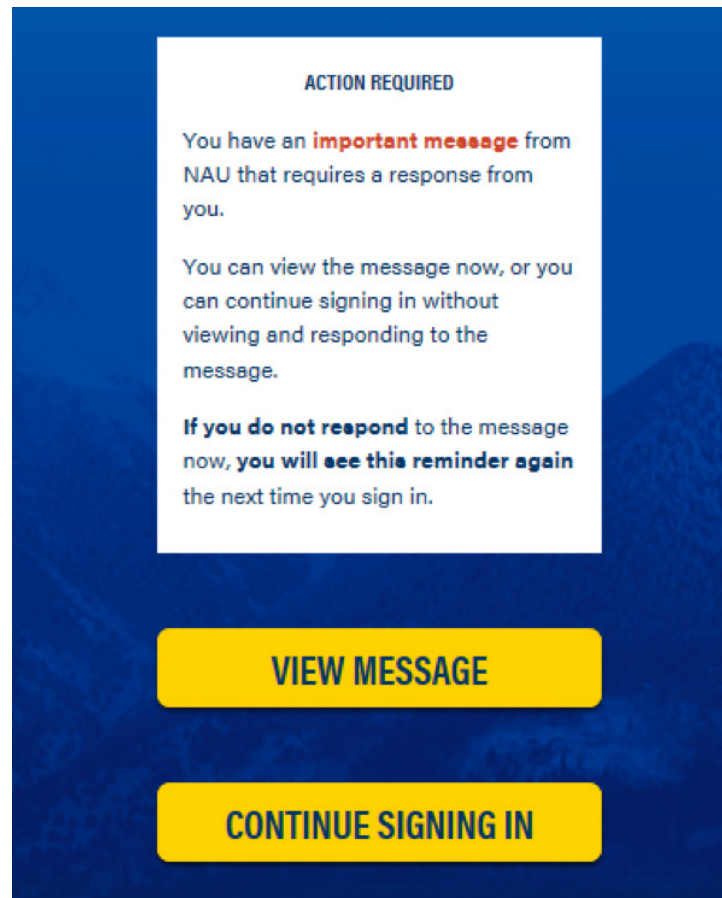 ACTION REQUIRED
You have an important message from
NAU that requires a response from
you.
You can view the message now, or you
can continue signing in without
viewing and responding to the
message.
If you do not respond to the message
now, you will see this reminder again
the next time you sign in.
VIEW MESSAGE
CONTINUE SIGNING IN